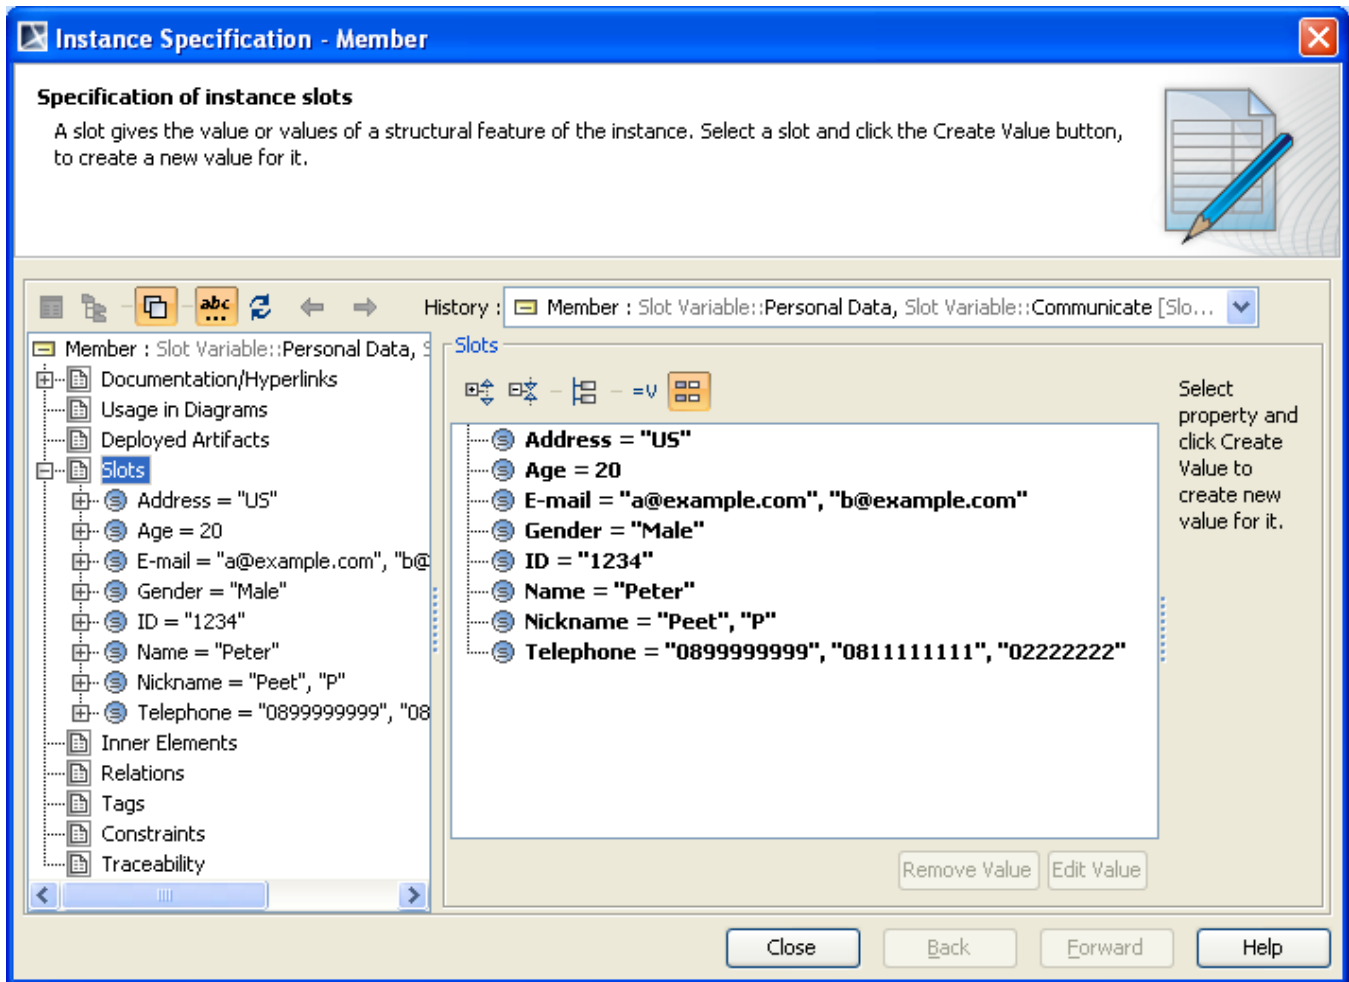 Instance Specification - Member
Specification of instance slots
A slot gives the value or values of a structural feature of the instance. Select a slot and click the Create Value button,
to create a new value for it.
abc
History : Member : Slot Variable::Personal Data, Slot Variable::Communicate [Slo...
Member : Slot Variable::Personal Data, S
Documentation/Hyperlinks
Usage in Diagrams
Deployed Artifacts
Slots
Address = "US"
Age = 20
E-mail = "a@example.com", "b@
Gender = "Male"
ID = "1234"
Name = "Peter"
Nickname = "Peet", "P"
Telephone = "0899999999", "08
Inner Elements
Relations
Tags
Constraints
Traceability
Slots
=v
Address = "US"
Age = 20
E-mail = "a@example.com", "b@example.com"
Gender = "Male"
ID = "1234"
Name = "Peter"
Nickname = "Peet", "P"
Telephone = "0899999999", "0811111111", "02222222"
Select
property and
click Create
Value to
create new
value for it.
Remove Value Edit Value
Close Back Forward Help